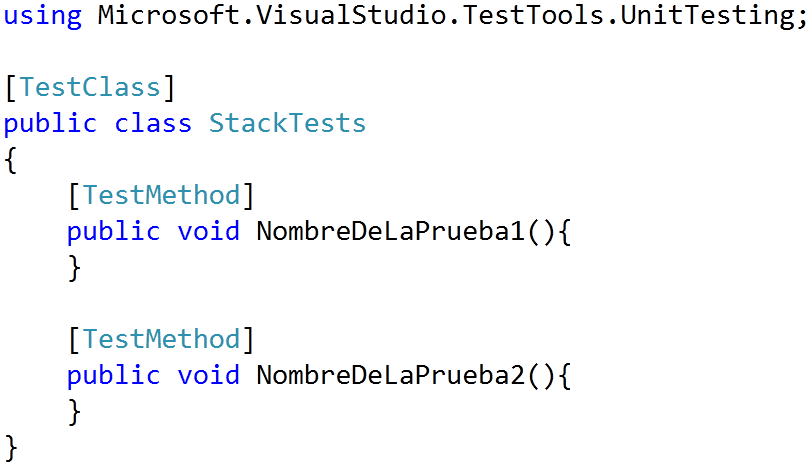 using Microsoft.VisualStudio.TestTools.UnitTesting;
[TestClass]
public class StackTests
{
[TestMethod]
public void NombreDeLaPrueba1(){
}
[TestMethod]
public void NombreDeLaPrueba2(){
}
}